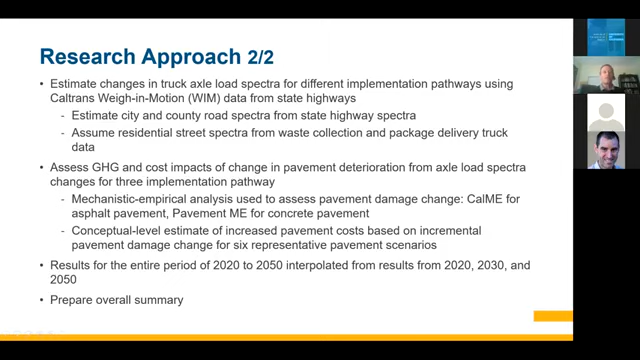 Research Approach 2/2
• Estimate changes in truck axle load spectra for different implementation pathways using
Caltrans Weigh-in-Motion (WIM) data from state highways
– Estimate city and county road spectra from state highway spectra
– Assume residential street spectra from waste collection and package delivery truck
data
• Assess GHG and cost impacts of change in pavement deterioration from axle load spectra
changes for three implementation pathway
– Mechanistic-empirical analysis used to assess pavement damage change: CalME for
asphalt pavement, Pavement ME for concrete pavement
– Conceptual-level estimate of increased pavement costs based on incremental
pavement damage change for six representative pavement scenarios
• Results for the entire period of 2020 to 2050 interpolated from results from 2020, 2030, and
2050
• Prepare overall summary